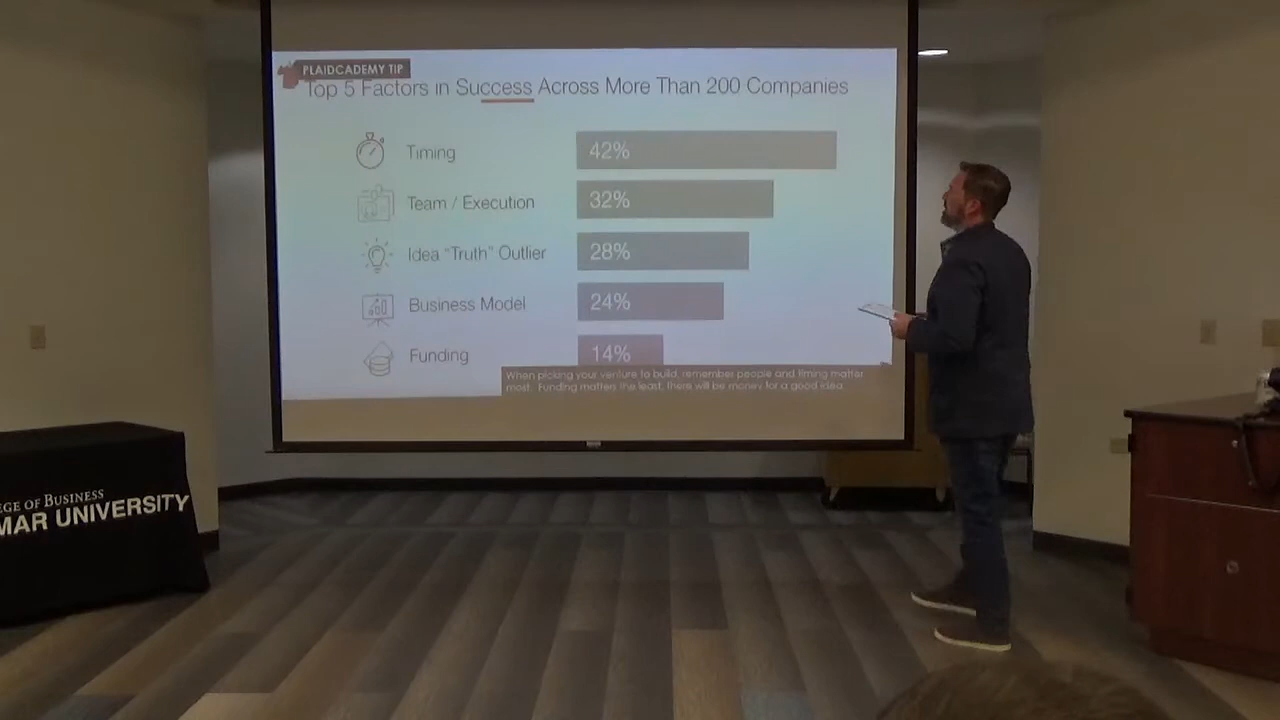 PLAIDCADEMY TIP
Top 5 Factors in Success Across More Than 200 Companies
Timing 42%
Team / Execution 32%
Idea “Truth” Outlier 28%
Business Model 24%
Funding 14%
When picking your venture to build, remember people and timing matter
most. Funding matters the least, there will be money for a good idea.
EGE OF BUSINESS
MAR UNIVERSITY